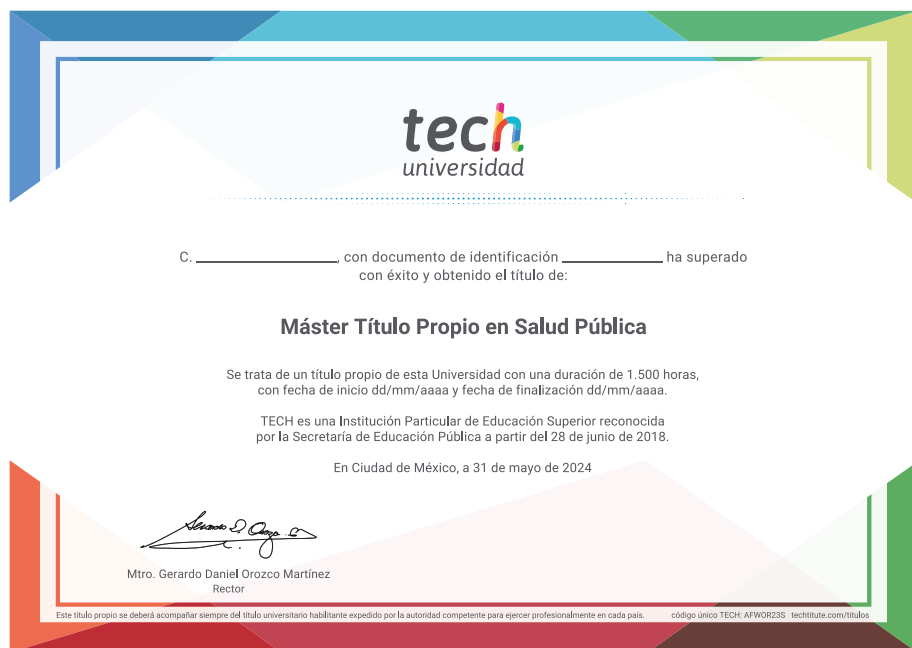 tech
universidad
C. ____________________, con documento de identificación ______________ ha superado
con éxito y obtenido el título de:
Máster Título Propio en Salud Pública
Se trata de un título propio de esta Universidad con una duración de 1.500 horas,
con fecha de inicio dd/mm/aaaa y fecha de finalización dd/mm/aaaa.
TECH es una Institución Particular de Educación Superior reconocida
por la Secretaría de Educación Pública a partir del 28 de junio de 2018.
En Ciudad de México, a 31 de mayo de 2024
Mtro. Gerardo Daniel Orozco Martínez
Rector
Este título propio se deberá acompañar siempre del título universitario habilitante expedido por la autoridad competente para ejercer profesionalmente en cada país. código único TECH: AFWOR23S techtitute.com/titulos